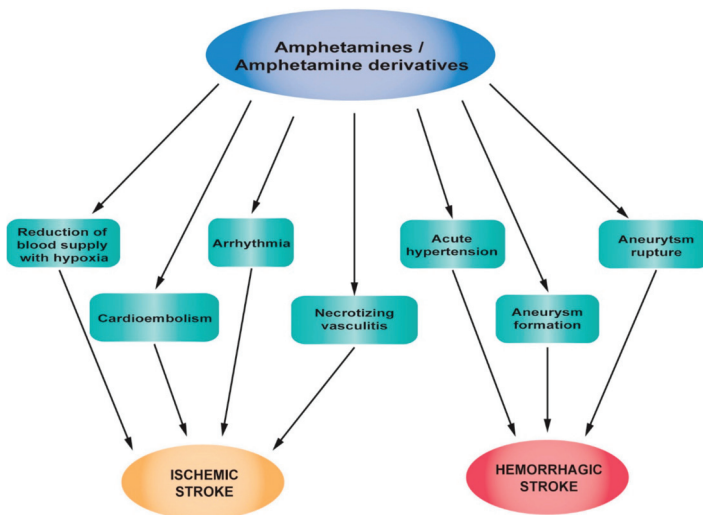 Amphetamines /
Amphetamine derivatives
Reduction of
blood supply
with hypoxia
Arrhythmia
Acute
hypertension
Aneurytsm
rupture
Cardioembolism
Necrotizing
vasculitis
Aneurysm
formation
ISCHEMIC
STROKE
HEMORRHAGIC
STROKE